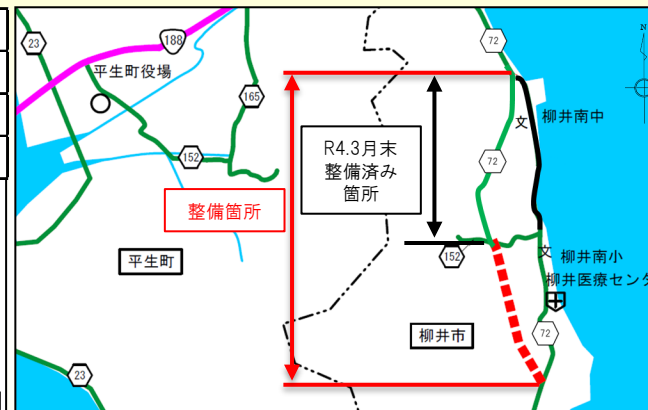 23
188
72
N
平生町役場
165
文
柳井南中
R4.3月末
整備済み
箇所
152
72
整備箇所
平生町
152
文
柳井南小
柳井医療センタ
柳井市
72
23